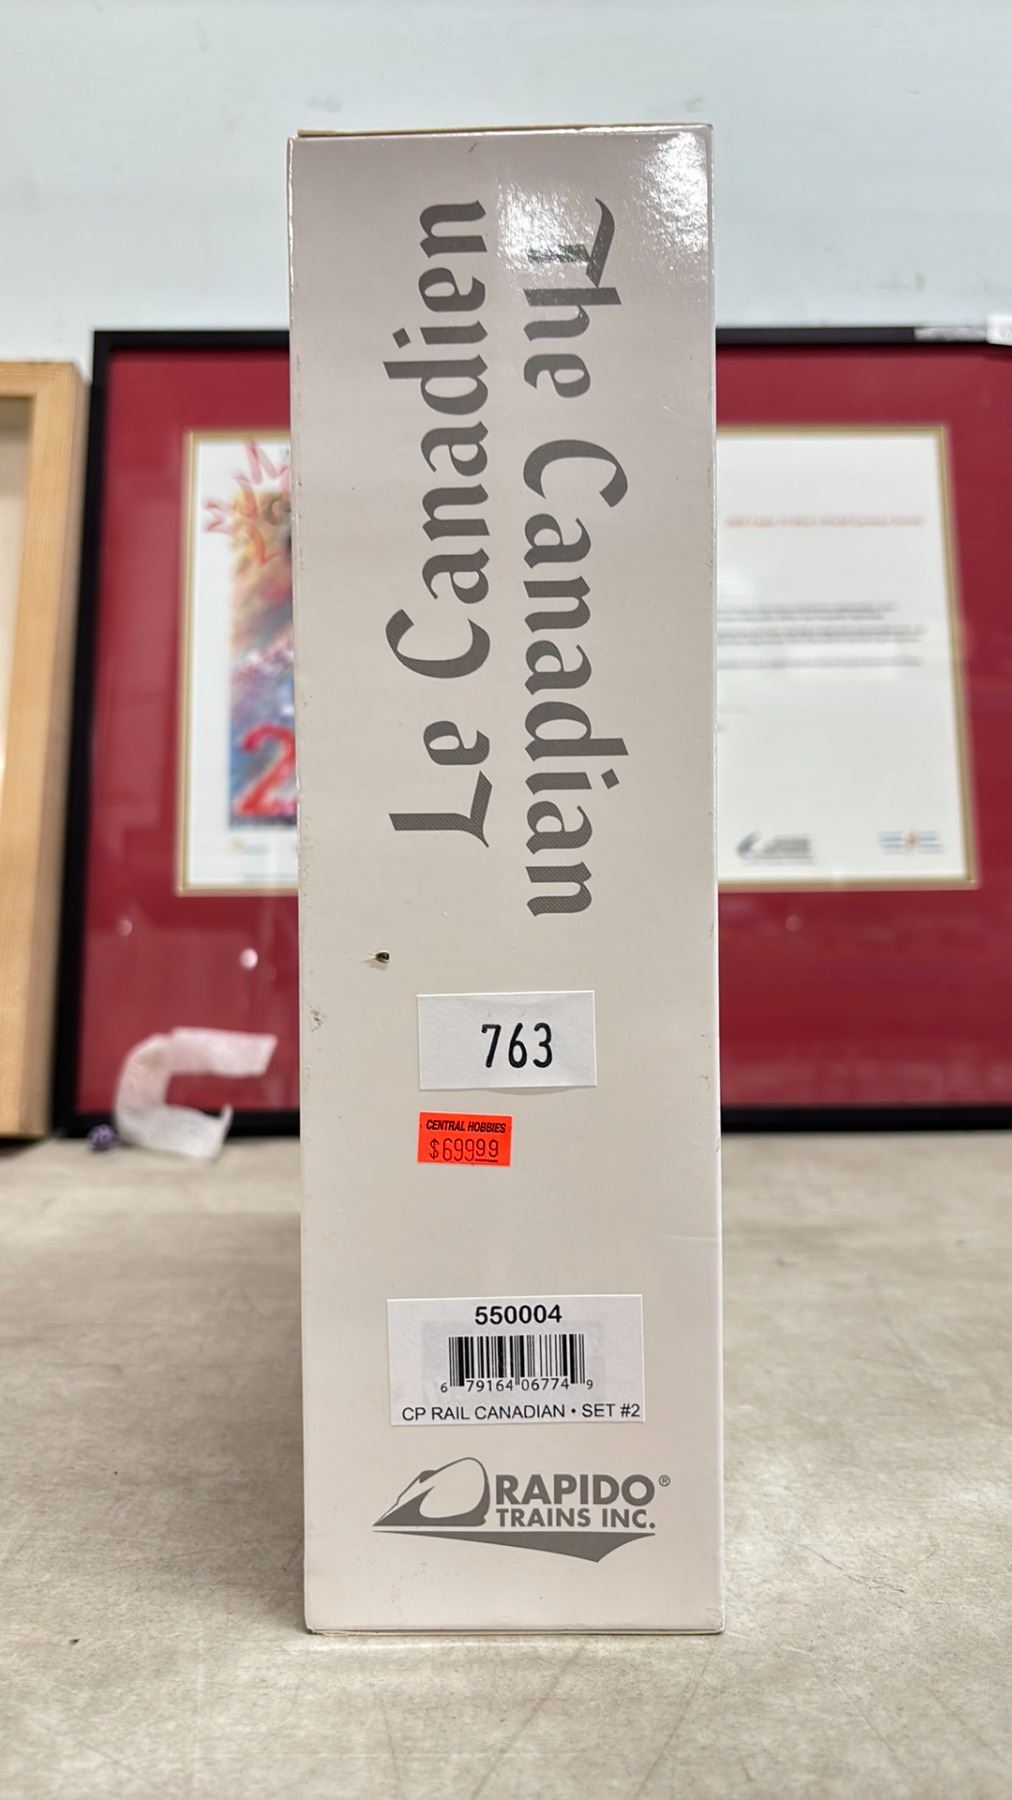 The Canadian
Le Canadien
763
CENTRAL HOBBIES
$699.99
550004
6 79164 06774 9
CP RAIL CANADIAN • SET #2
RAPIDO®
TRAINS INC.
2